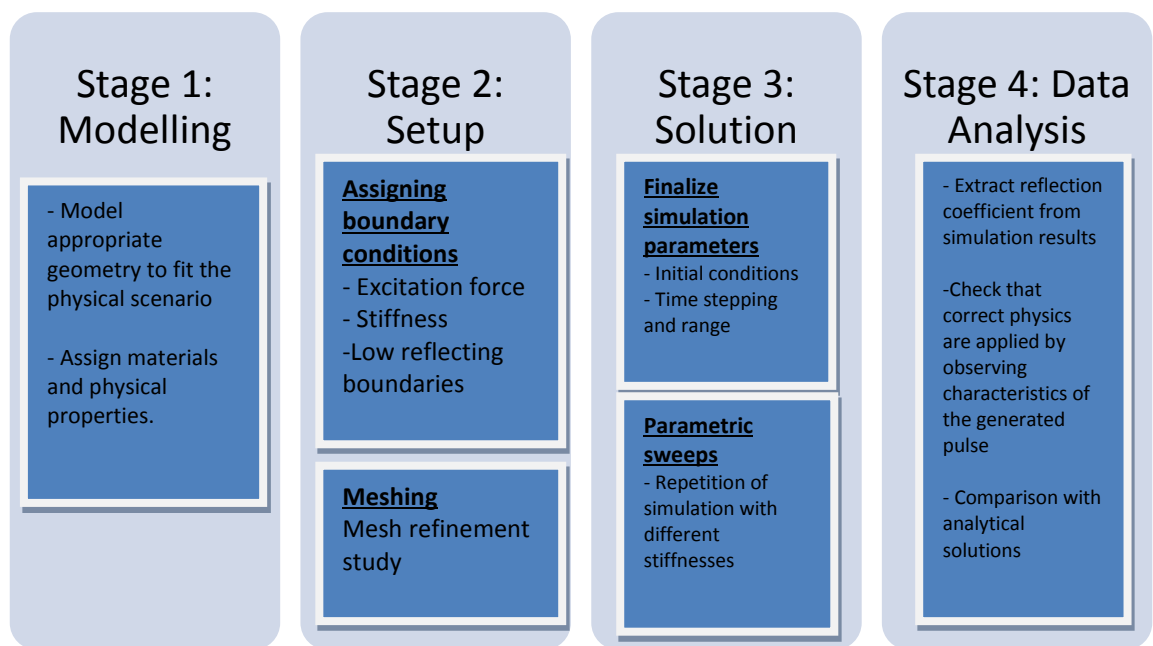 Stage 1:
Modelling
- Model
appropriate
geometry to fit the
physical scenario
- Assign materials
and physical
properties.
Stage 2:
Setup
Assigning
boundary
conditions
- Excitation force
- Stiffness
-Low reflecting
boundaries
Meshing
Mesh refinement
study
Stage 3:
Solution
Finalize
simulation
parameters
- Initial conditions
- Time stepping
and range
Parametric
sweeps
- Repetition of
simulation with
different
stiffnesses
Stage 4: Data
Analysis
- Extract reflection
coefficient from
simulation results
-Check that
correct physics
are applied by
observing
characteristics of
the generated
pulse
- Comparison with
analytical
solutions